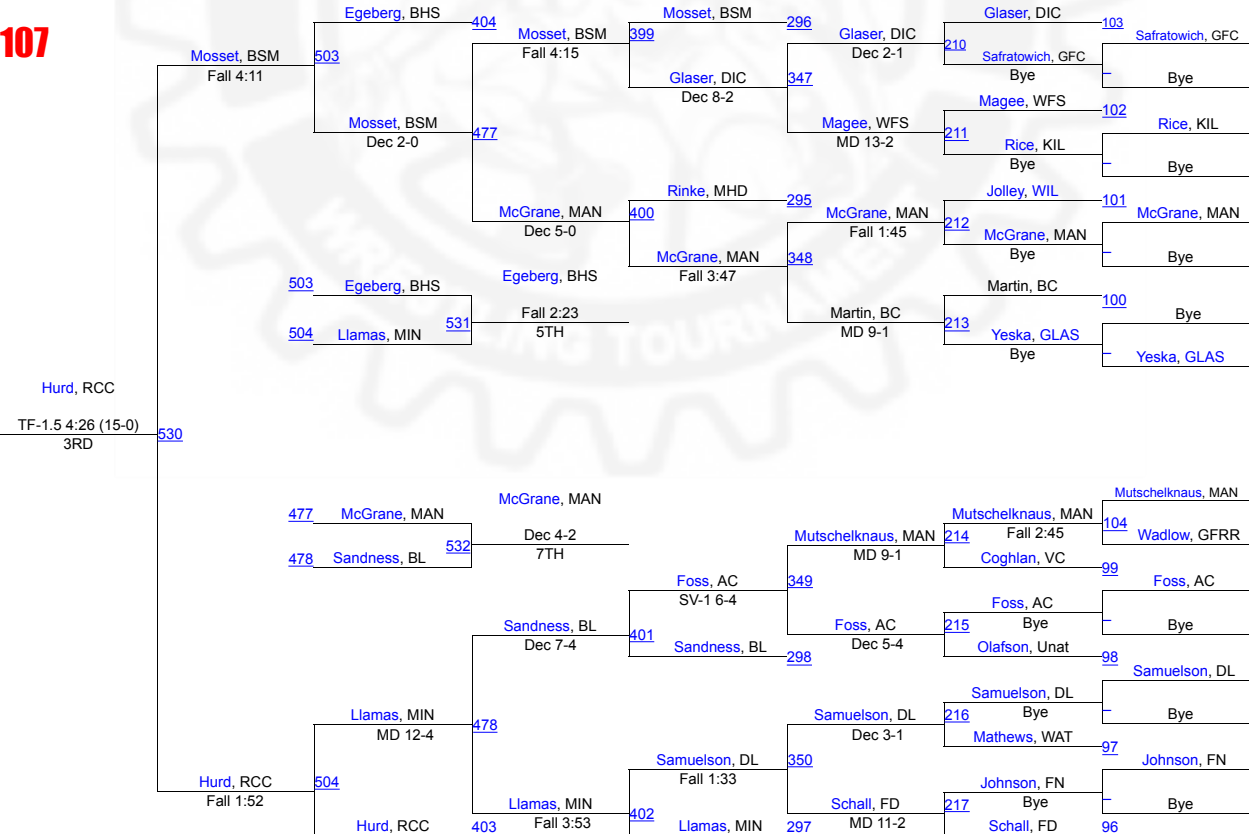 107
Egeberg, BHS
404
Mosset, BSM
296
Glaser, DIC
103
Mosset, BSM
Fall 4:11
503
Mosset, BSM
Fall 4:15
399
Glaser, DIC
Dec 2-1
210
Safratowich, GFC
Safratowich, GFC
Bye
–
Bye
Glaser, DIC
Dec 8-2
347
Magee, WFS
102
Mosset, BSM
Dec 2-0
477
Magee, WFS
MD 13-2
211
Rice, KIL
Rice, KIL
Bye
–
Bye
Rinke, MHD
295
Jolley, WIL
101
McGrane, MAN
Dec 5-0
400
McGrane, MAN
Fall 1:45
212
McGrane, MAN
McGrane, MAN
Bye
–
Bye
McGrane, MAN
Fall 3:47
348
503
Egeberg, BHS
Egeberg, BHS
Martin, BC
100
504
Llamas, MIN
531
Fall 2:23
5TH
Martin, BC
MD 9-1
213
Bye
Yeska, GLAS
Bye
–
Yeska, GLAS
Hurd, RCC
TF-1.5 4:26 (15-0)
3RD
530
WRESTLING TOURNAMENT
477
McGrane, MAN
McGrane, MAN
Mutschelknaus, MAN
478
Sandness, BL
532
Dec 4-2
7TH
Mutschelknaus, MAN
MD 9-1
214
Mutschelknaus, MAN
Fall 2:45
104
Wadlow, GFRR
Coghlan, VC
99
Foss, AC
SV-1 6-4
349
Foss, AC
Foss, AC
Bye
–
Bye
Sandness, BL
Dec 7-4
401
Foss, AC
Dec 5-4
215
Sandness, BL
298
Olafson, Unat
98
Samuelson, DL
Llamas, MIN
MD 12-4
478
Samuelson, DL
Dec 3-1
216
Samuelson, DL
Bye
–
Bye
Mathews, WAT
97
Samuelson, DL
Fall 1:33
350
Johnson, FN
Hurd, RCC
Fall 1:52
504
Johnson, FN
Bye
–
Bye
Llamas, MIN
Fall 3:53
402
Schall, FD
MD 11-2
217
Hurd, RCC
403
Llamas, MIN
297
Schall, FD
96